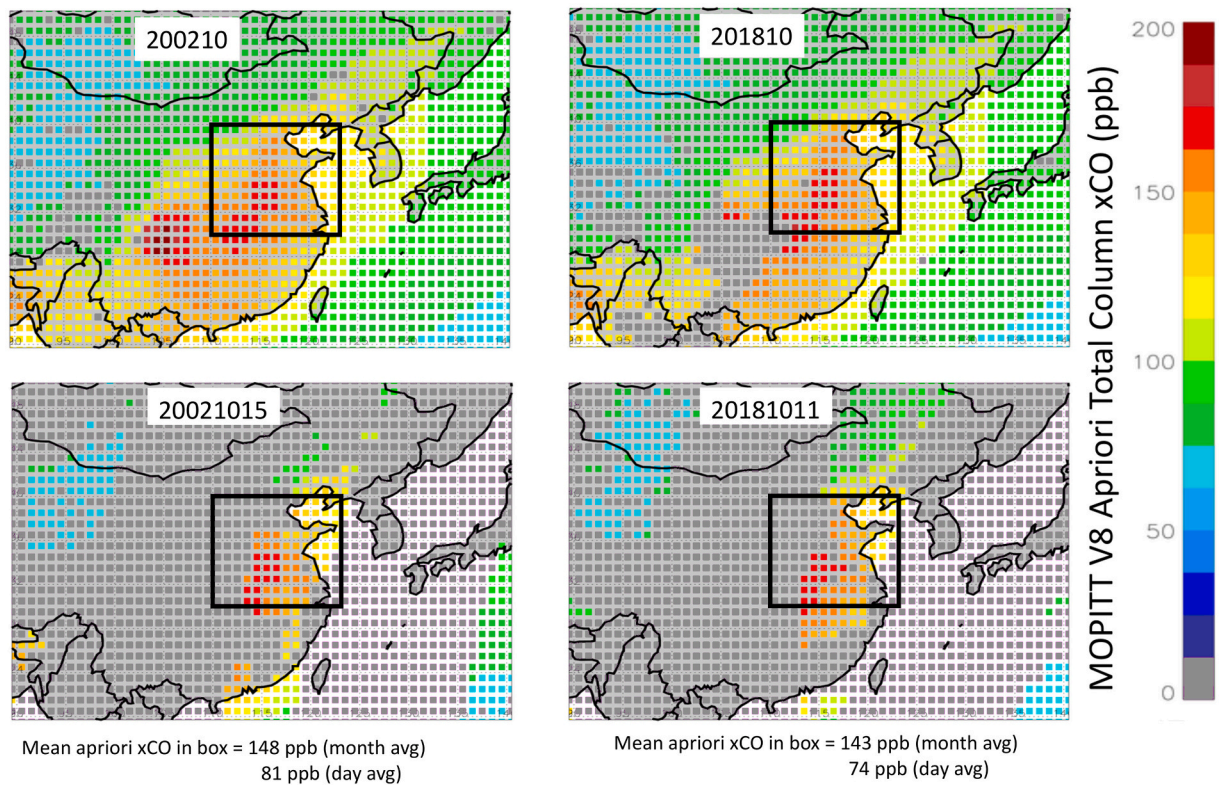 200210
201810
20021015
20181011
200
150
100
50
0
MOPITT V8 Apriori Total Column xCO (ppb)
Mean apriori xCO in box = 148 ppb (month avg)
81 ppb (day avg)
Mean apriori xCO in box = 143 ppb (month avg)
74 ppb (day avg)